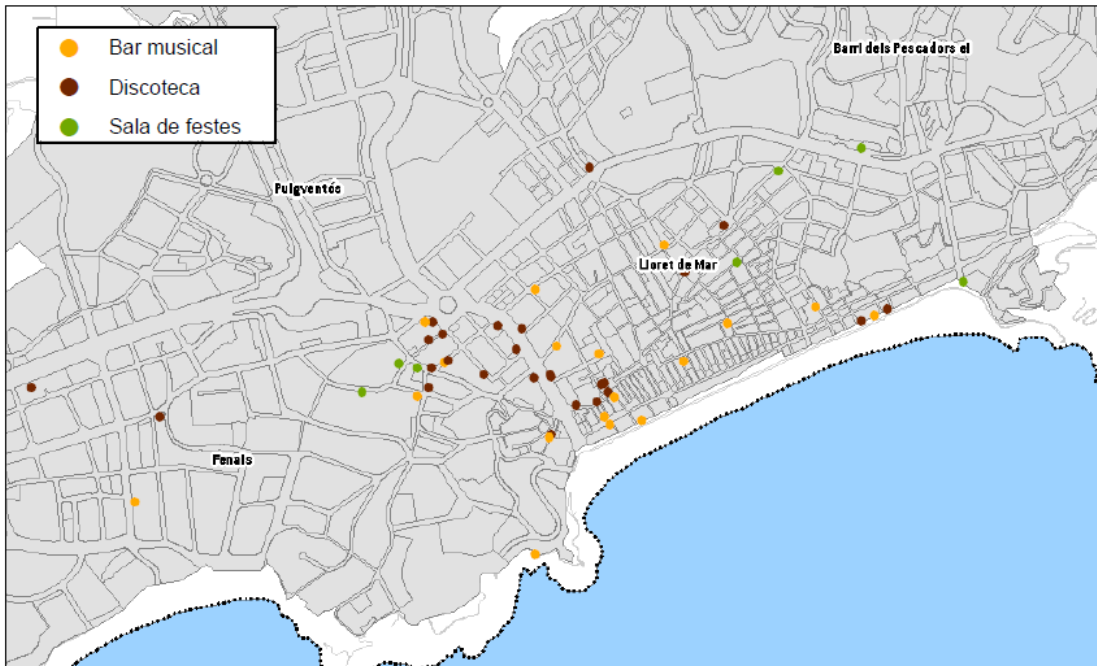 Bar musical
Discoteca
Sala de festes
Barri dels Pescadors el
Puigventós
Lloret de Mar
Fenals